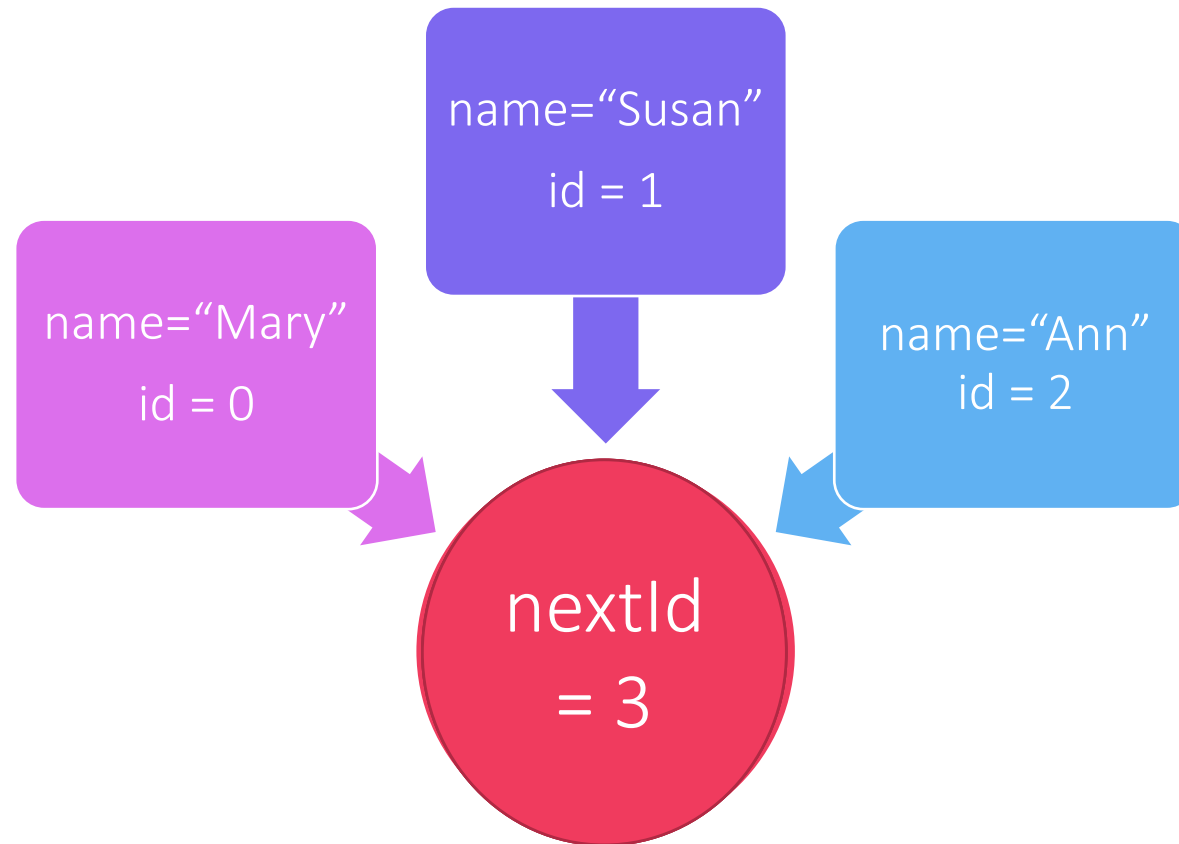 name=“Susan”
id = 1
name=“Mary”
id = 0
name=“Ann”
id = 2
nextId
= 3